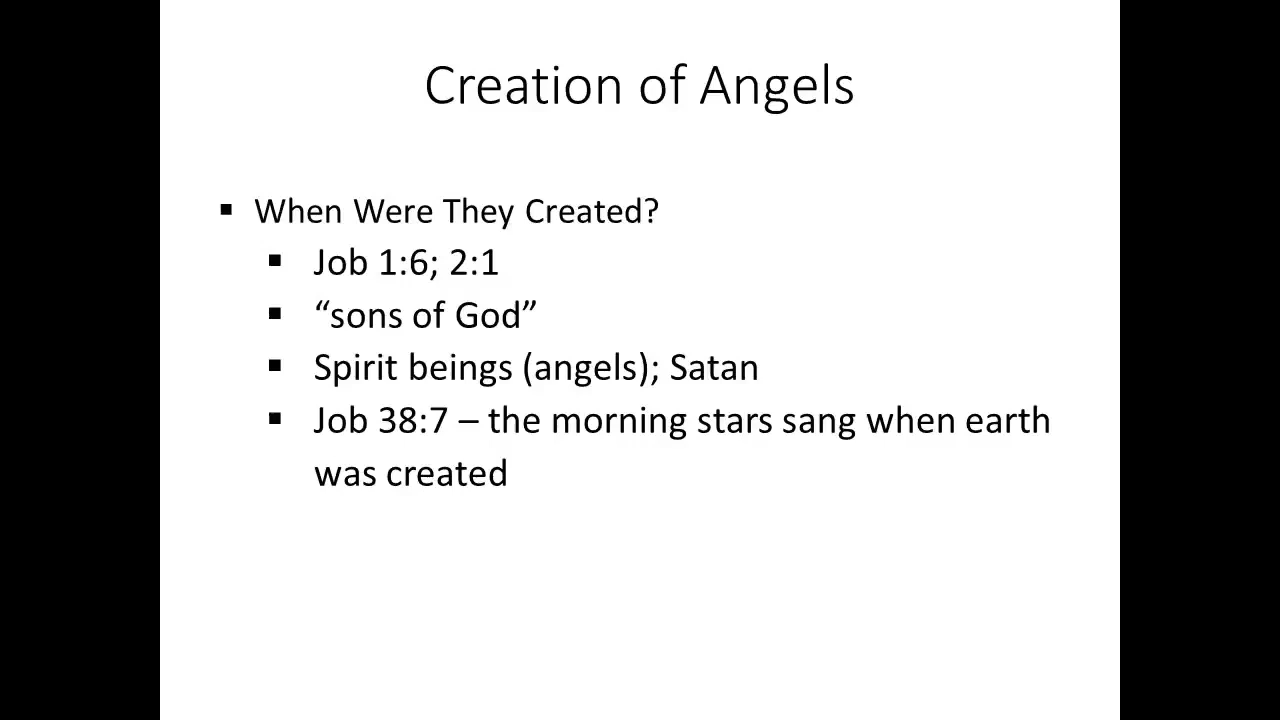 Creation of Angels
▪ When Were They Created?
▪ Job 1:6; 2:1
▪ “sons of God”
▪ Spirit beings (angels); Satan
▪ Job 38:7 – the morning stars sang when earth
was created